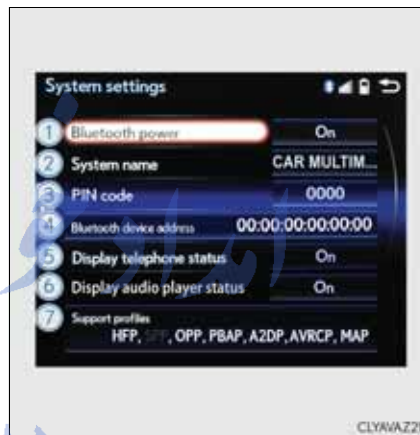 System settings
1 Bluetooth power On
2 System name CAR MULTIM...
3 PIN code 0000
4 Bluetooth device address 00:00:00:00:00:00
5 Display telephone status On
6 Display audio player status On
7 Support profiles
HFP, SPP, OPP, PBAP, A2DP, AVRCP, MAP